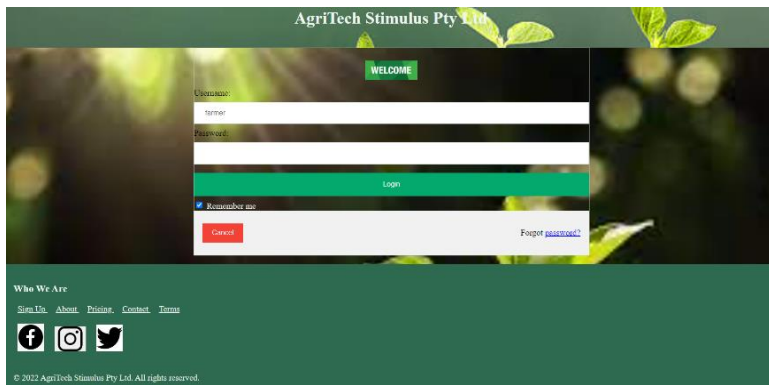 AgriTech Stimulus Pty Ltd
WELCOME
Username:
farmer
Password:
Login
Remember me
Cancel
Forgot password?
Who We Are
Sign Up About Pricing Contact Terms
© 2022 AgriTech Stimulus Pty Ltd. All rights reserved.